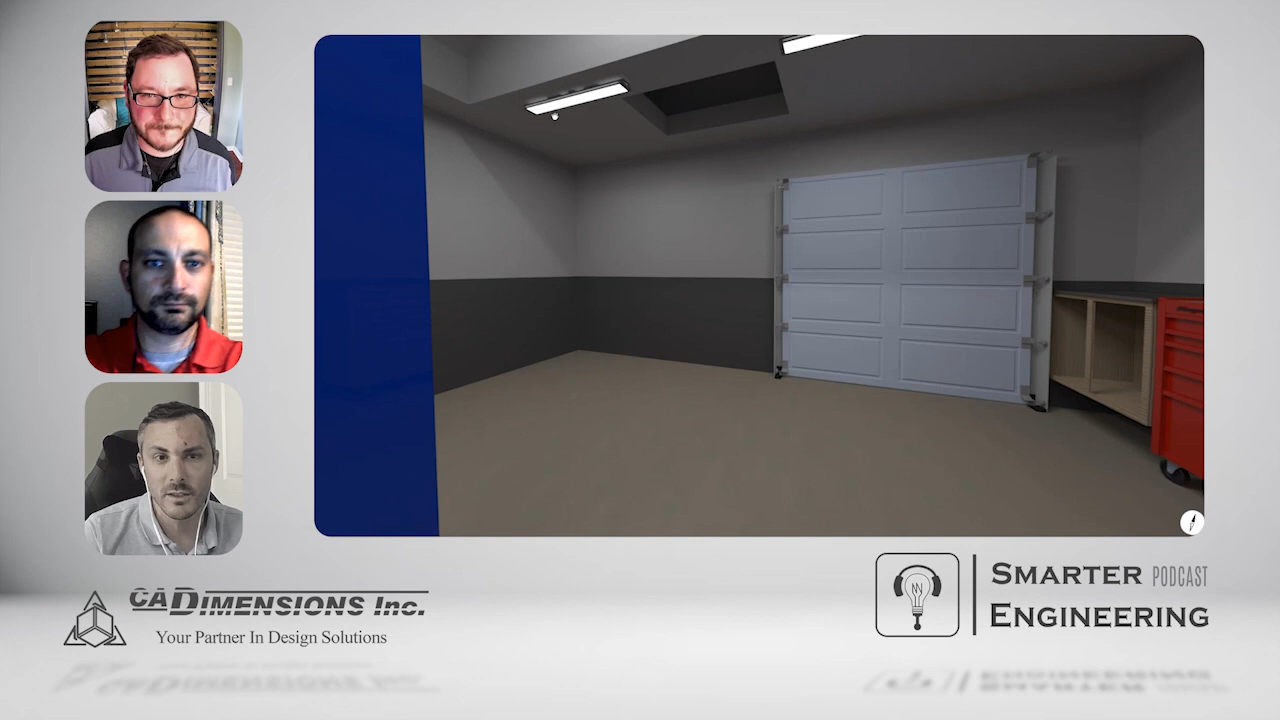 CADIMENSIONS INC.
Your Partner In Design Solutions
SMARTER PODCAST
ENGINEERING